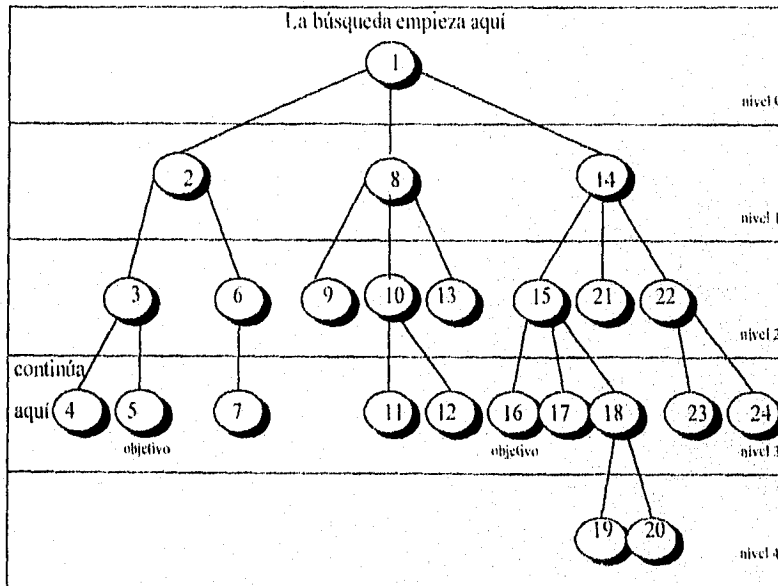 La búsqueda empieza aquí
1
nivel 0
2 8 14
nivel 1
3 6 9 10 13 15 21 22
nivel 2
continúa
aquí 4 5 7 11 12 16 17 18 23 24
objetivo objetivo nivel 3
19 20
nivel 4